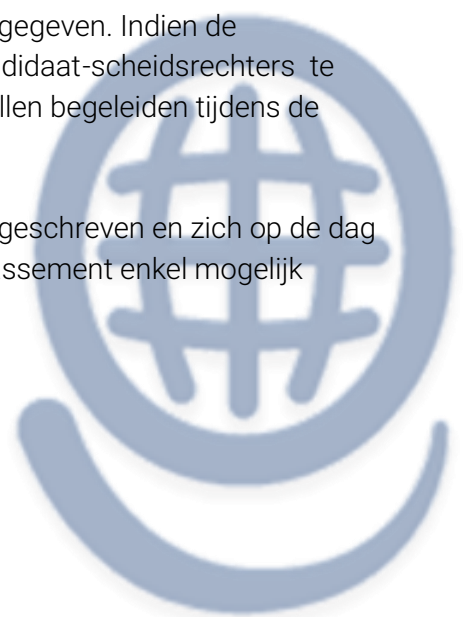 gegeven. Indien de
didaat-scheidsrechters te
llen begeleiden tijdens de
geschreven en zich op de dag
ssement enkel mogelijk